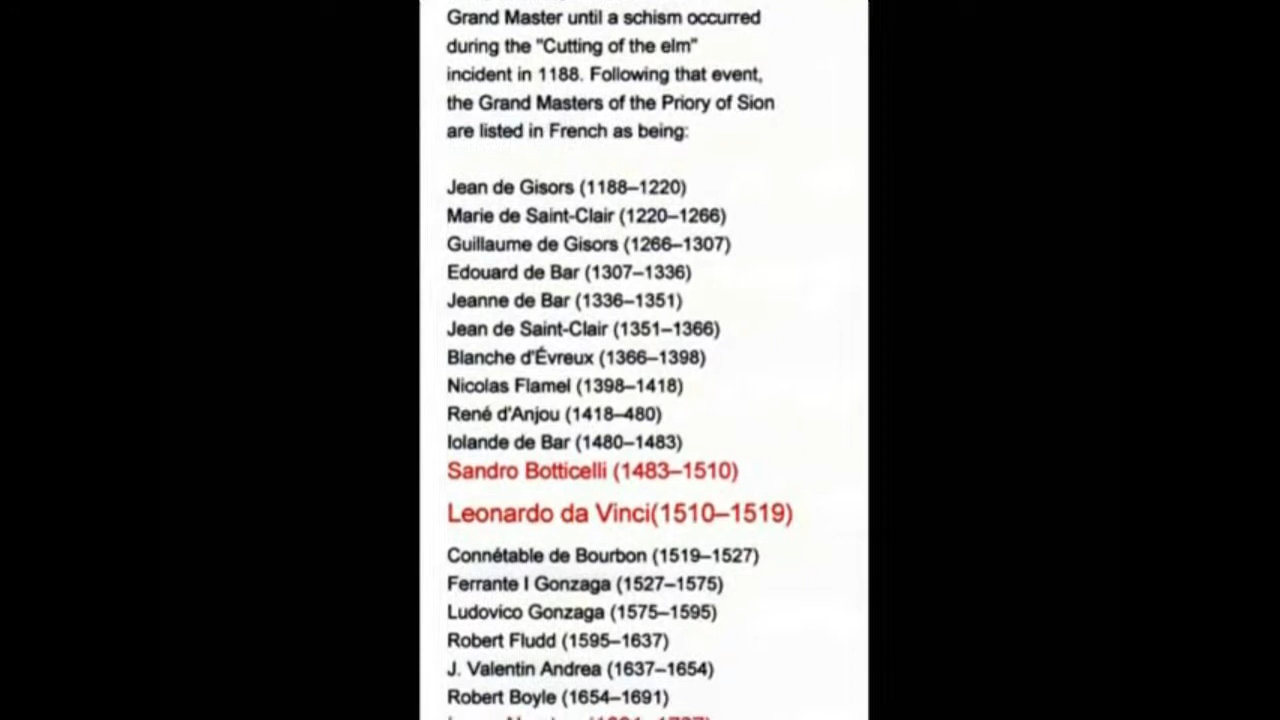 Grand Master until a schism occurred
during the "Cutting of the elm"
incident in 1188. Following that event,
the Grand Masters of the Priory of Sion
are listed in French as being:
Jean de Gisors (1188–1220)
Marie de Saint-Clair (1220–1266)
Guillaume de Gisors (1266–1307)
Edouard de Bar (1307–1336)
Jeanne de Bar (1336–1351)
Jean de Saint-Clair (1351–1366)
Blanche d'Évreux (1366–1398)
Nicolas Flamel (1398–1418)
René d'Anjou (1418–480)
Iolande de Bar (1480–1483)
Sandro Botticelli (1483–1510)
Leonardo da Vinci(1510–1519)
Connétable de Bourbon (1519–1527)
Ferrante I Gonzaga (1527–1575)
Ludovico Gonzaga (1575–1595)
Robert Fludd (1595–1637)
J. Valentin Andrea (1637–1654)
Robert Boyle (1654–1691)